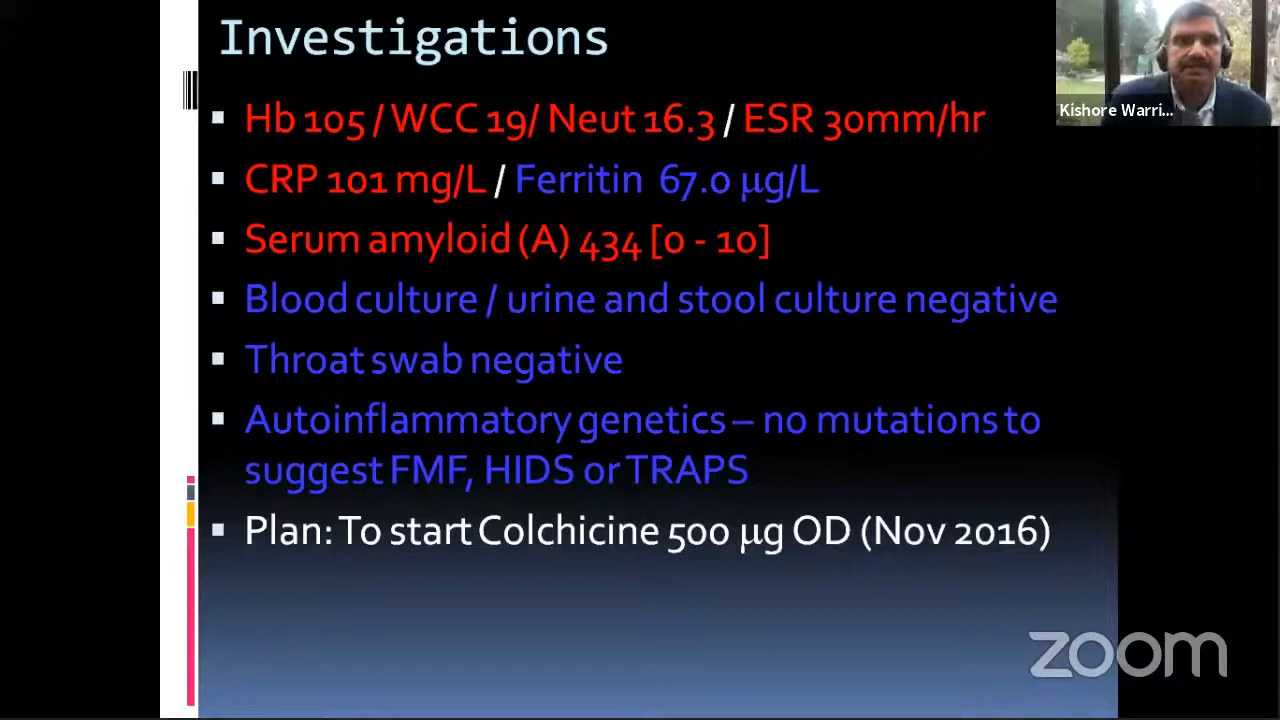 Investigations
Hb 105 / WCC 19/ Neut 16.3 / ESR 30mm/hr
CRP 101 mg/L / Ferritin 67.0 µg/L
Serum amyloid (A) 434 [0 - 10]
Blood culture / urine and stool culture negative
Throat swab negative
Autoinflammatory genetics – no mutations to
suggest FMF, HIDS or TRAPS
Plan: To start Colchicine 500 µg OD (Nov 2016)
Kishore Warri...
zoom